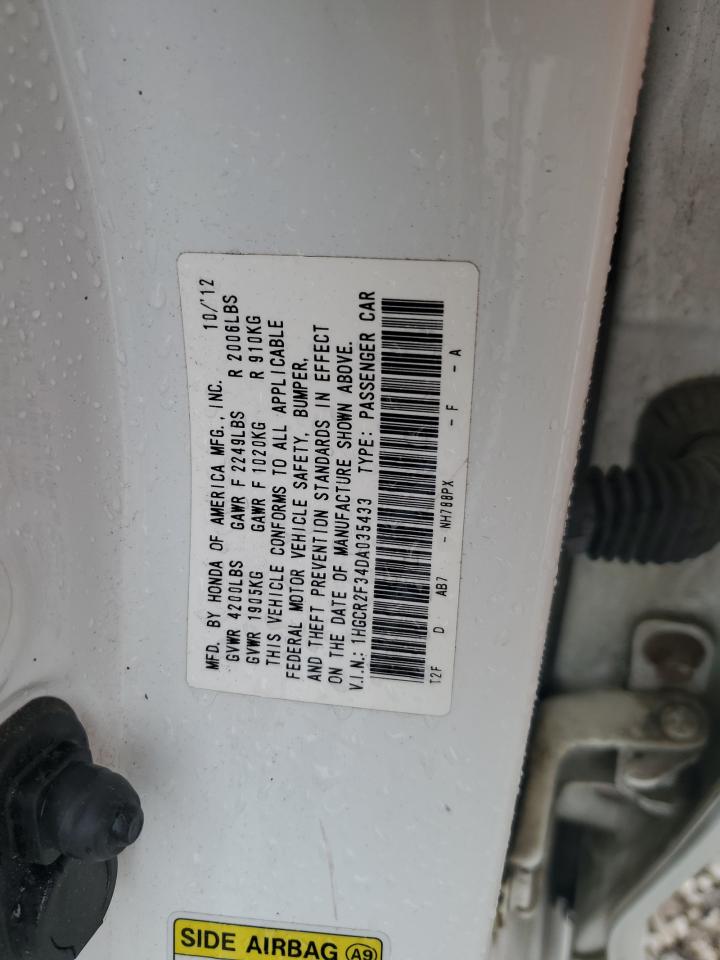 MFD. BY HONDA OF AMERICA MFG., INC. 10/'12
GVWR 4200LBS GAWR F 2249LBS R 2006LBS
GVWR 1905KG GAWR F 1020KG R 910KG
THIS VEHICLE CONFORMS TO ALL APPLICABLE
FEDERAL MOTOR VEHICLE SAFETY, BUMPER,
AND THEFT PREVENTION STANDARDS IN EFFECT
ON THE DATE OF MANUFACTURE SHOWN ABOVE.
V.I.N.: 1HGCR2F34DA035433 TYPE: PASSENGER CAR
T2F D AB7 - NH788PX - F - A
SIDE AIRBAG A9